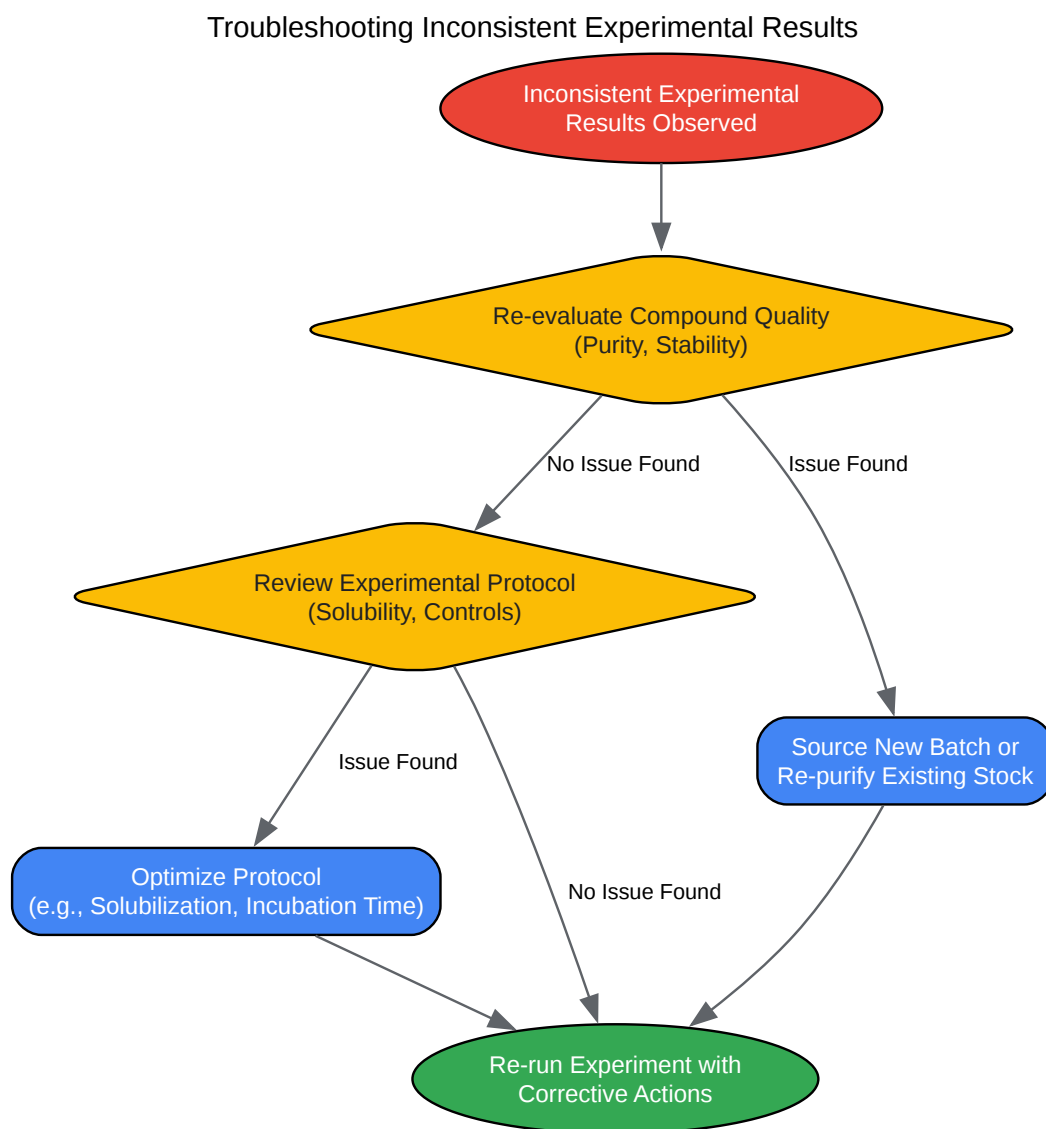 Troubleshooting Inconsistent Experimental Results
Inconsistent Experimental
Results Observed
Re-evaluate Compound Quality
(Purity, Stability)
No Issue Found
Issue Found
Review Experimental Protocol
(Solubility, Controls)
Issue Found
Source New Batch or
Re-purify Existing Stock
Optimize Protocol
(e.g., Solubilization, Incubation Time)
No Issue Found
Re-run Experiment with
Corrective Actions